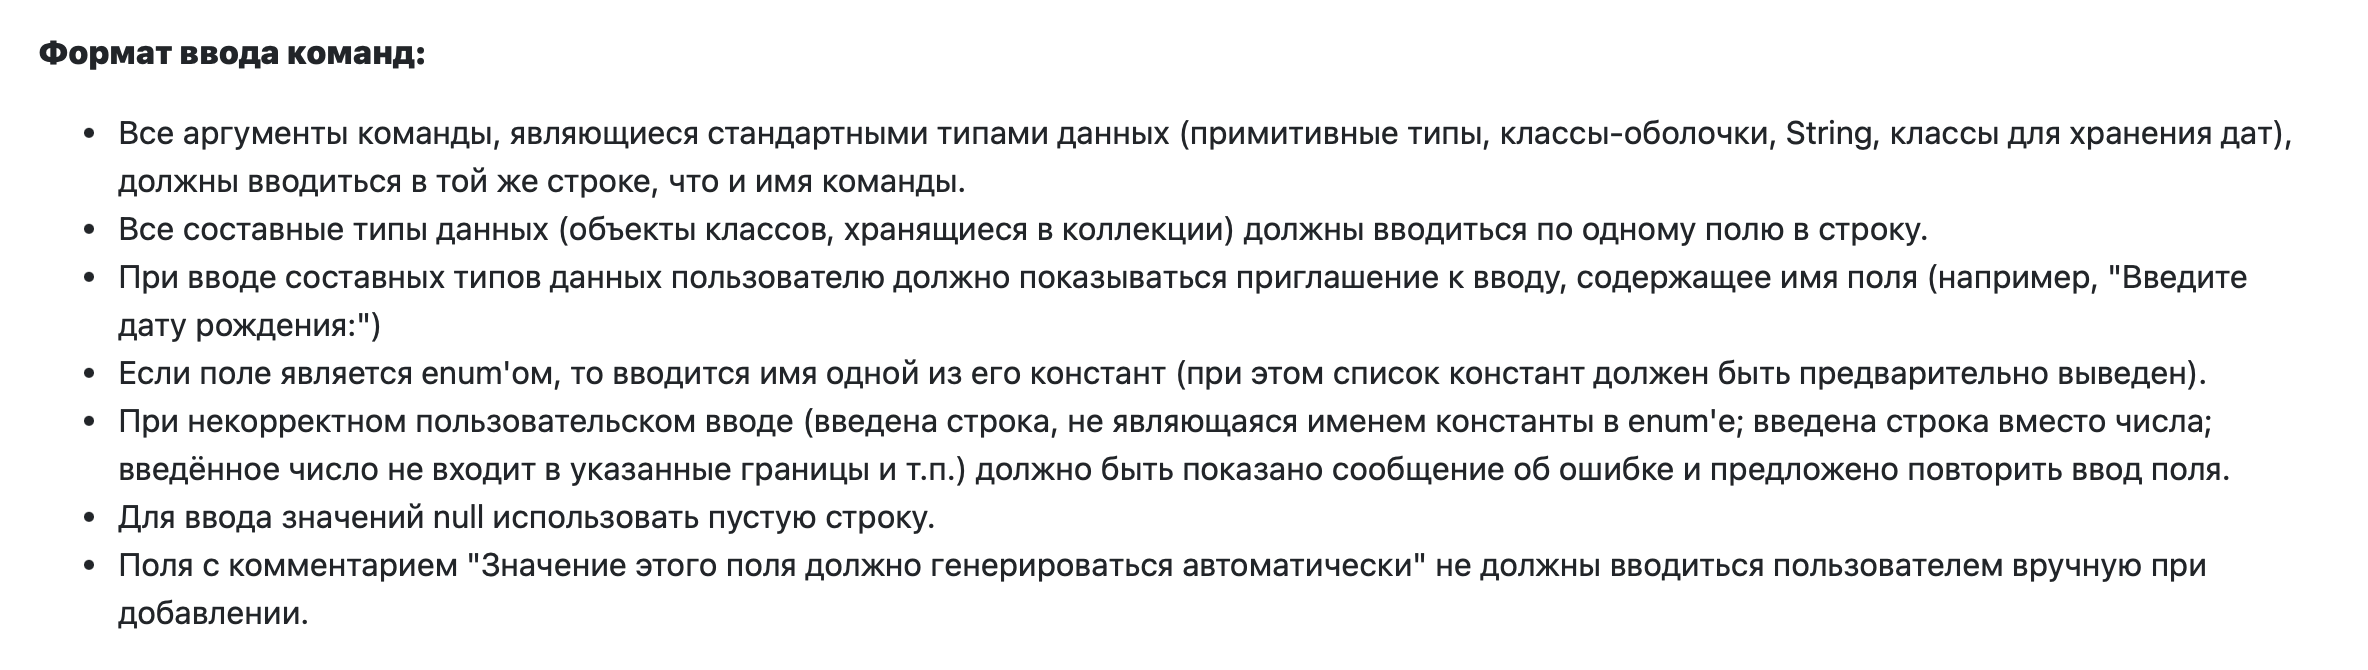 Формат ввода команд:
• Все аргументы команды, являющиеся стандартными типами данных (примитивные типы, классы-оболочки, String, классы для хранения дат),
должны вводиться в той же строке, что и имя команды.
• Все составные типы данных (объекты классов, хранящиеся в коллекции) должны вводиться по одному полю в строку.
• При вводе составных типов данных пользователю должно показываться приглашение к вводу, содержащее имя поля (например, "Введите
дату рождения:")
• Если поле является enum'ом, то вводится имя одной из его констант (при этом список констант должен быть предварительно выведен).
• При некорректном пользовательском вводе (введена строка, не являющаяся именем константы в enum'е; введена строка вместо числа;
введённое число не входит в указанные границы и т.п.) должно быть показано сообщение об ошибке и предложено повторить ввод поля.
• Для ввода значений null использовать пустую строку.
• Поля с комментарием "Значение этого поля должно генерироваться автоматически" не должны вводиться пользователем вручную при
добавлении.